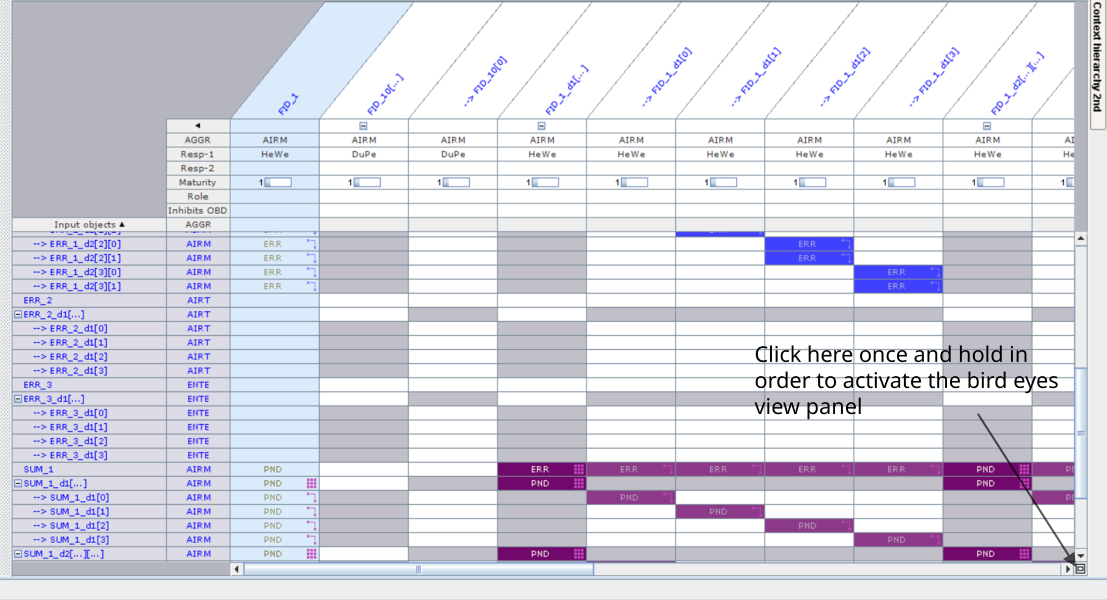 Context hierarchy 2nd
FID_1
FID_10[...]
--> FID_10[0]
FID_1_d1[...]
--> FID_1_d1[0]
--> FID_1_d1[1]
--> FID_1_d1[2]
--> FID_1_d1[3]
FID_1_d2[...][...]
AGGR AIRM AIRM AIRM AIRM AIRM AIRM AIRM AIRM AIRM
Resp-1 HeWe DuPe DuPe HeWe HeWe HeWe HeWe HeWe HeWe
Resp-2
Maturity 1 1 1 1 1 1 1 1 1 1
Role
Inhibits OBD
Input objects ▲ AGGR
--> ERR_1_d2[2][0] AIRM ERR ERR
--> ERR_1_d2[2][1] AIRM ERR ERR
--> ERR_1_d2[3][0] AIRM ERR ERR
--> ERR_1_d2[3][1] AIRM ERR ERR
ERR_2 AIRT
ERR_2_d1[...] AIRT
--> ERR_2_d1[0] AIRT
--> ERR_2_d1[1] AIRT
--> ERR_2_d1[2] AIRT
--> ERR_2_d1[3] AIRT
ERR_3 ENTE
ERR_3_d1[...] ENTE
--> ERR_3_d1[0] ENTE
--> ERR_3_d1[1] ENTE
--> ERR_3_d1[2] ENTE
--> ERR_3_d1[3] ENTE
Click here once and hold in
order to activate the bird eyes
view panel
SUM_1 AIRM PND ERR ERR ERR ERR ERR PND
SUM_1_d1[...] AIRM PND PND PND
--> SUM_1_d1[0] AIRM PND PND
--> SUM_1_d1[1] AIRM PND PND
--> SUM_1_d1[2] AIRM PND PND
--> SUM_1_d1[3] AIRM PND PND
SUM_1_d2[...][...] AIRM PND PND PND